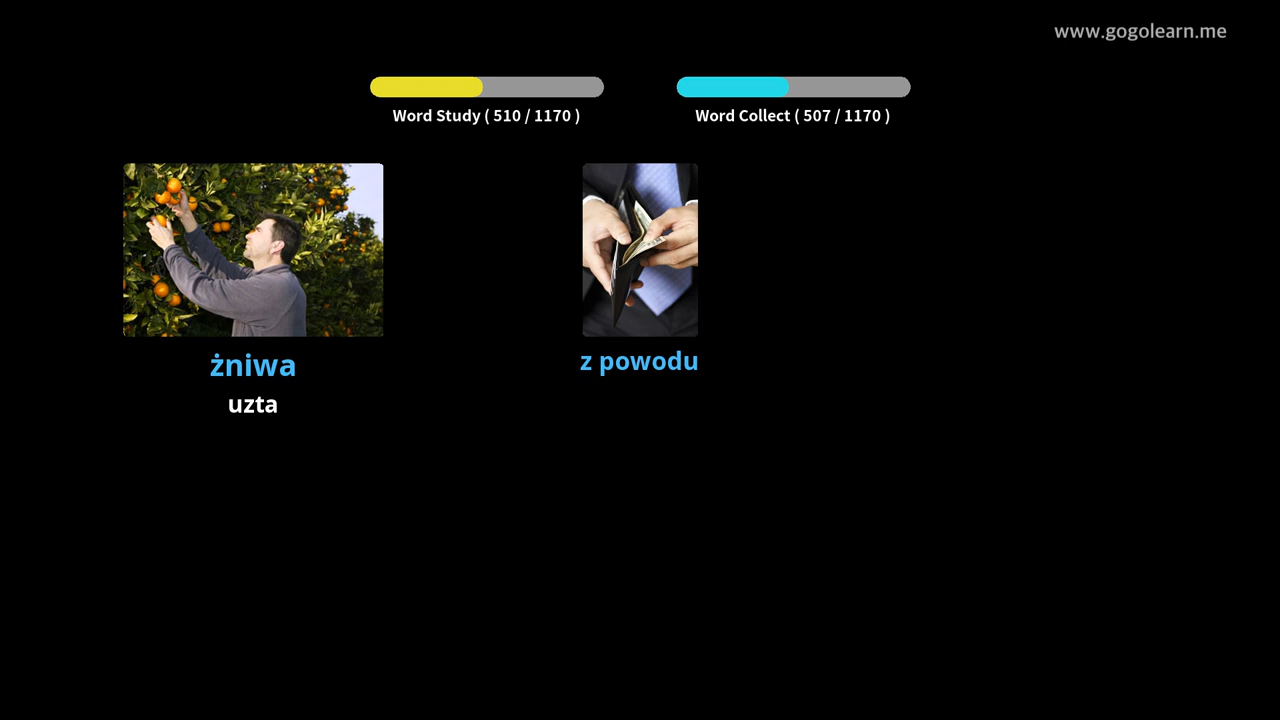 www.gogolearn.me
Word Study ( 510 / 1170 )
Word Collect ( 507 / 1170 )
żniwa
uzta
z powodu